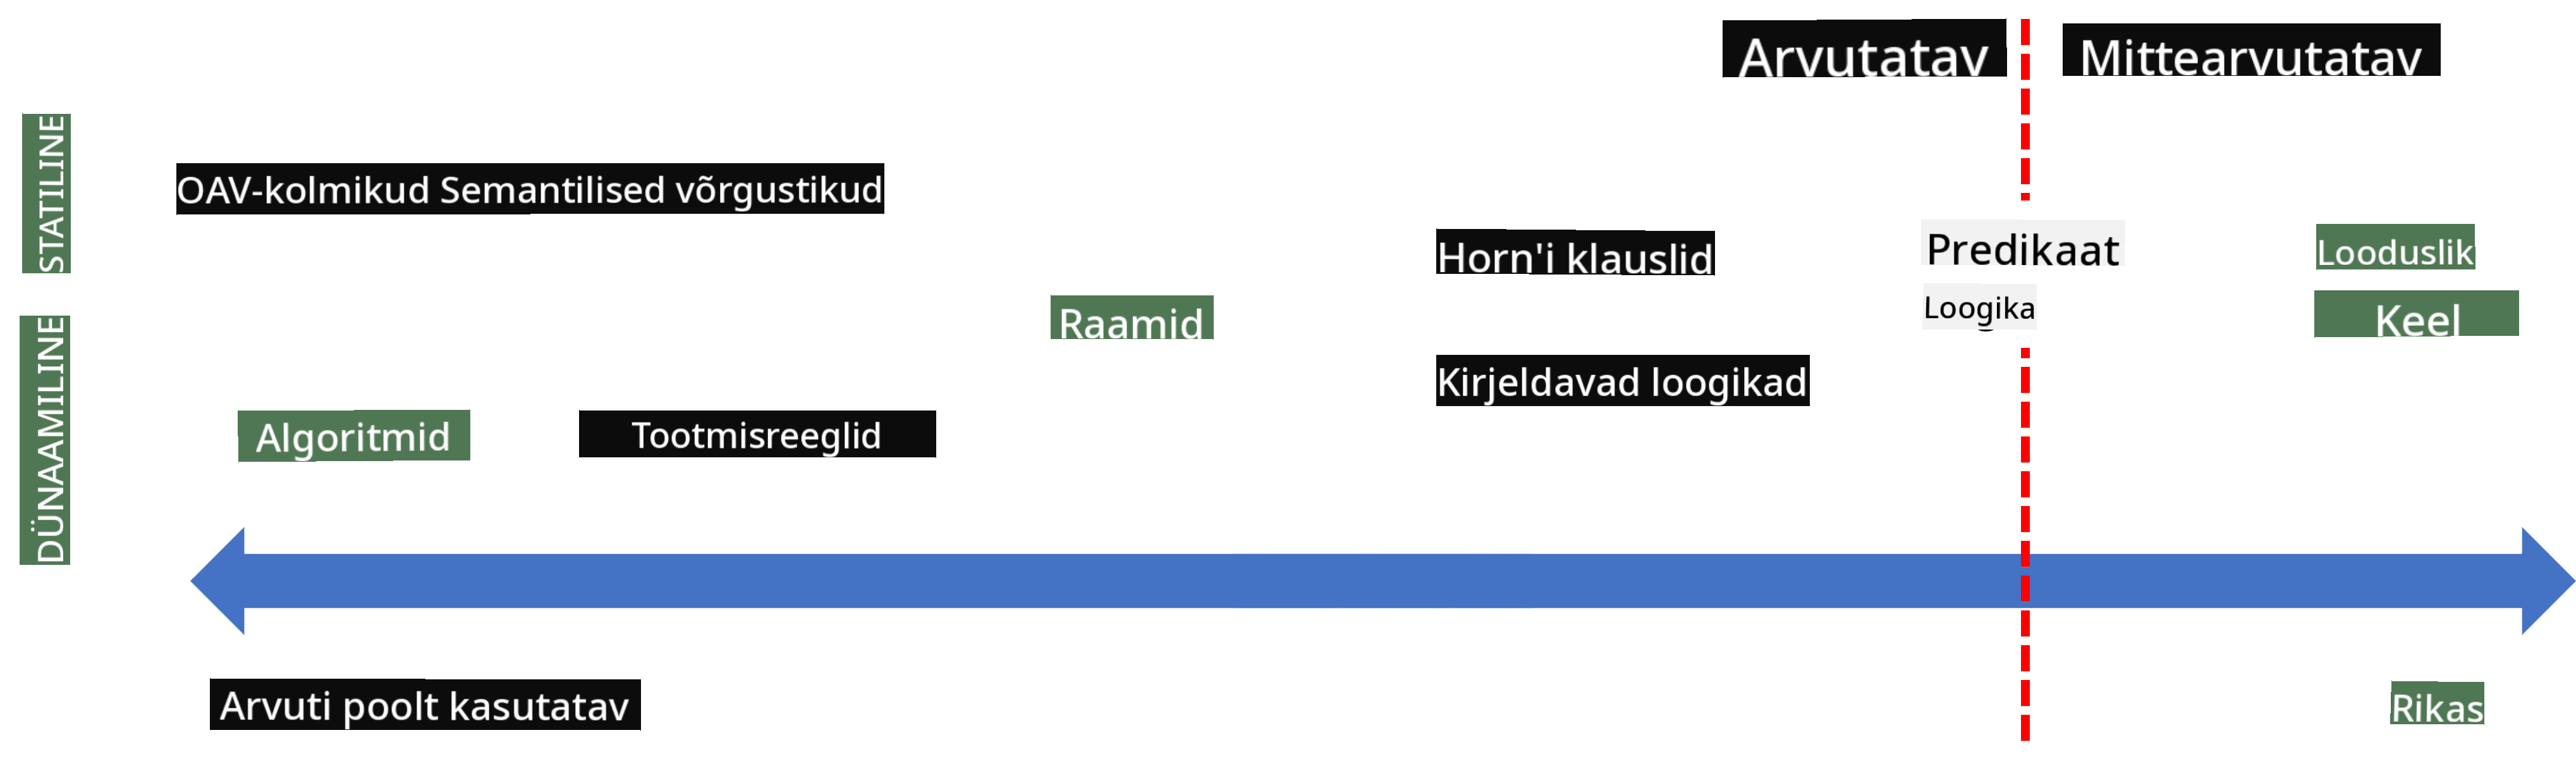 Arvutatav
Mittearvutatav
STATILINE
OAV-kolmikud Semantilised võrgustikud
Horn'i klauslid
Predikaat
Looduslik
Loogika
Raamid
Keel
DÜNAAMILINE
Kirjeldavad loogikad
Algoritmid
Tootmisreeglid
Arvuti poolt kasutatav
Rikas